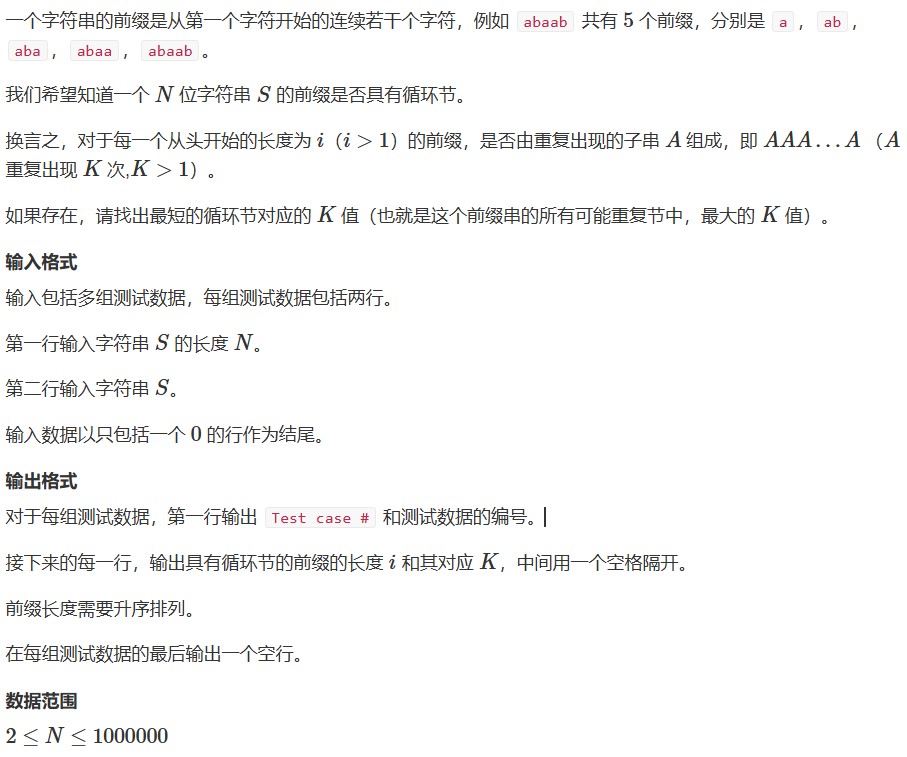 一个字符串的前缀是从第一个字符开始的连续若干个字符，例如 abaab 共有 5 个前缀，分别是 a ， ab ，
aba ， abaa ， abaab 。
我们希望知道一个 N 位字符串 S 的前缀是否具有循环节。
换言之，对于每一个从头开始的长度为 i（i > 1）的前缀，是否由重复出现的子串 A 组成，即 AAA...A （A
重复出现 K 次,K > 1）。
如果存在，请找出最短的循环节对应的 K 值（也就是这个前缀串的所有可能重复节中，最大的 K 值）。
输入格式
输入包括多组测试数据，每组测试数据包括两行。
第一行输入字符串 S 的长度 N。
第二行输入字符串 S。
输入数据以只包括一个 0 的行作为结尾。
输出格式
对于每组测试数据，第一行输出 Test case # 和测试数据的编号。
接下来的每一行，输出具有循环节的前缀的长度 i 和其对应 K，中间用一个空格隔开。
前缀长度需要升序排列。
在每组测试数据的最后输出一个空行。
数据范围
2 ≤ N ≤ 1000000